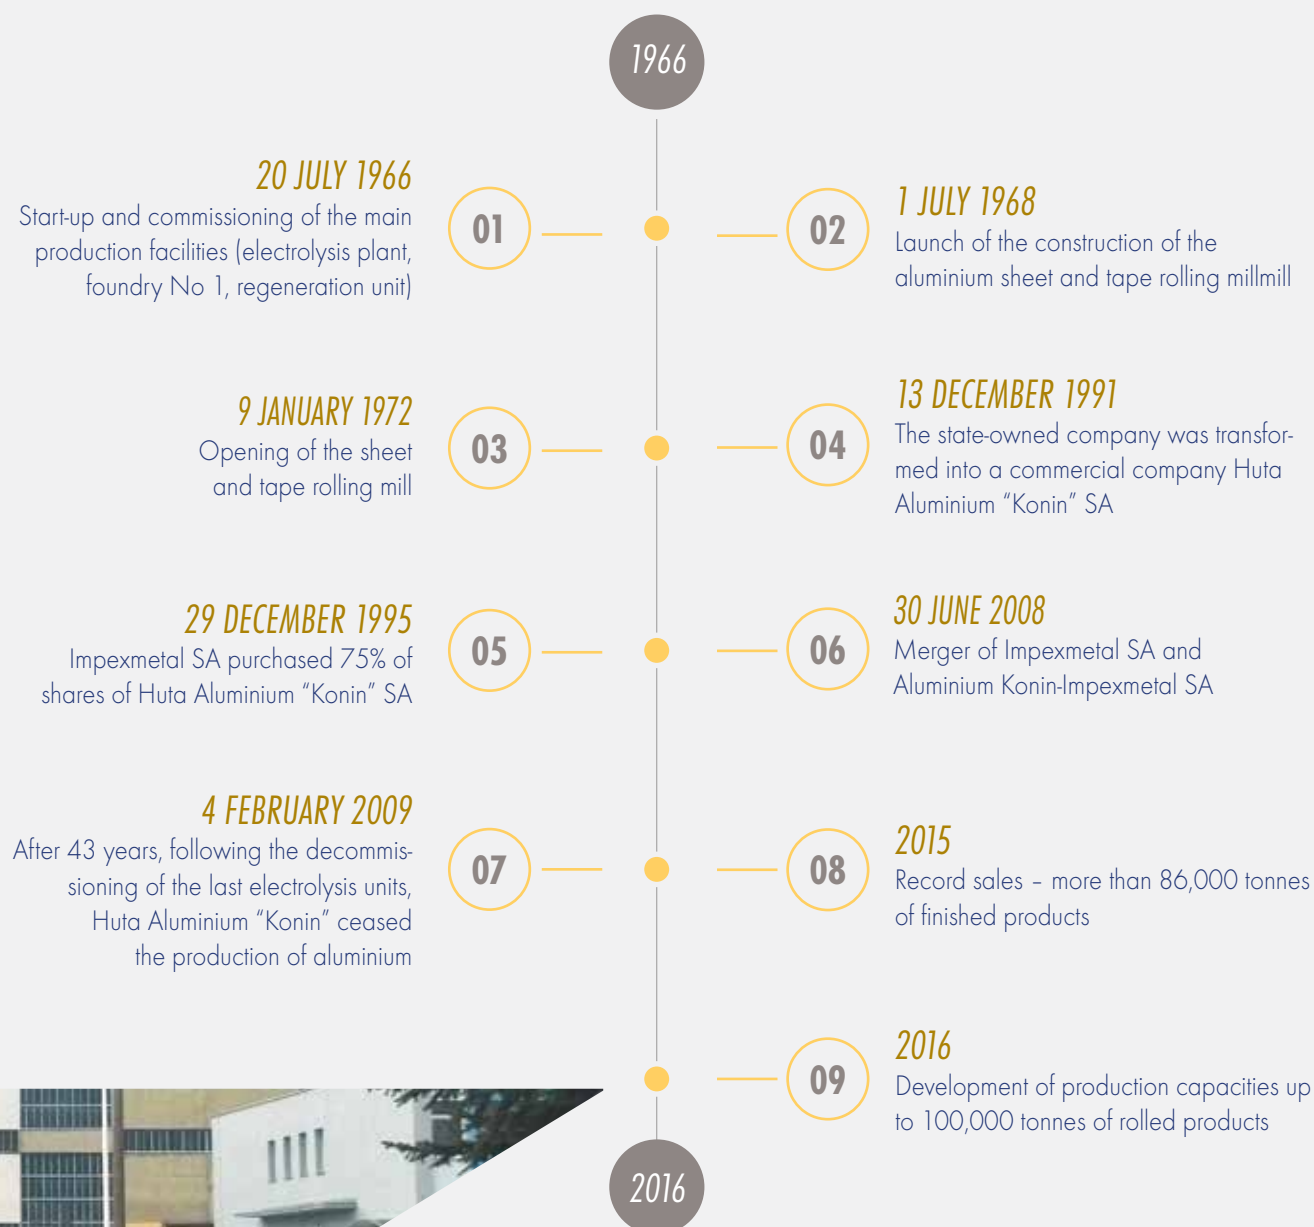 1966
20 JULY 1966
Start-up and commissioning of the main
production facilities (electrolysis plant,
foundry No 1, regeneration unit)
01
02
1 JULY 1968
Launch of the construction of the
aluminium sheet and tape rolling millmill
9 JANUARY 1972
Opening of the sheet
and tape rolling mill
03
04
13 DECEMBER 1991
The state-owned company was transfor-
med into a commercial company Huta
Aluminium “Konin” SA
29 DECEMBER 1995
Impexmetal SA purchased 75% of
shares of Huta Aluminium “Konin” SA
05
06
30 JUNE 2008
Merger of Impexmetal SA and
Aluminium Konin-Impexmetal SA
4 FEBRUARY 2009
After 43 years, following the decommis-
sioning of the last electrolysis units,
Huta Aluminium “Konin” ceased
the production of aluminium
07
08
2015
Record sales – more than 86,000 tonnes
of finished products
09
2016
Development of production capacities up
to 100,000 tonnes of rolled products
2016